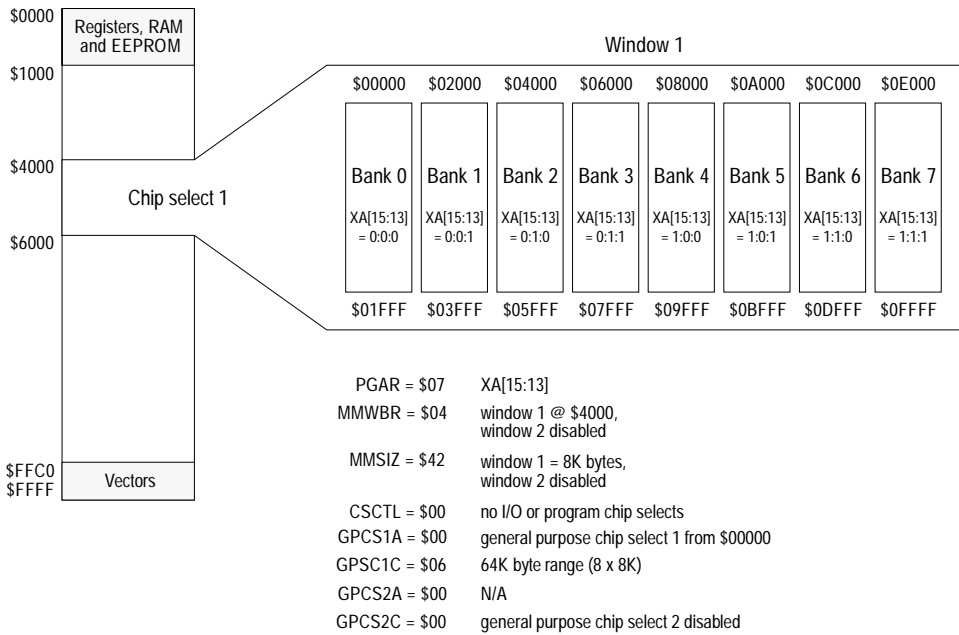 $0000
Registers, RAM
and EEPROM
$1000
$4000
Chip select 1
$6000
$FFC0
$FFFF
Vectors
Window 1
$00000 $02000 $04000 $06000 $08000 $0A000 $0C000 $0E000
Bank 0 Bank 1 Bank 2 Bank 3 Bank 4 Bank 5 Bank 6 Bank 7
XA[15:13] XA[15:13] XA[15:13] XA[15:13] XA[15:13] XA[15:13] XA[15:13] XA[15:13]
= 0:0:0 = 0:0:1 = 0:1:0 = 0:1:1 = 1:0:0 = 1:0:1 = 1:1:0 = 1:1:1
$01FFF $03FFF $05FFF $07FFF $09FFF $0BFFF $0DFFF $0FFFF
PGAR = $07 XA[15:13]
MMWBR = $04 window 1 @ $4000,
window 2 disabled
MMSIZ = $42 window 1 = 8K bytes,
window 2 disabled
CSCTL = $00 no I/O or program chip selects
GPCS1A = $00 general purpose chip select 1 from $00000
GPSC1C = $06 64K byte range (8 x 8K)
GPCS2A = $00 N/A
GPCS2C = $00 general purpose chip select 2 disabled